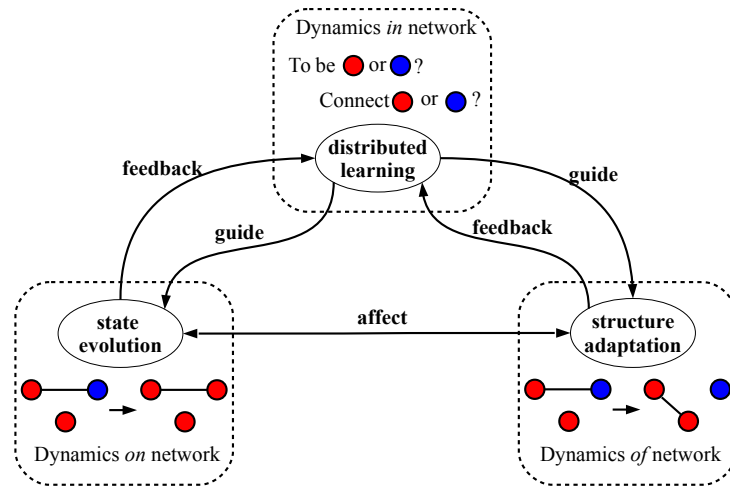 Dynamics in network
To be or ?
Connect or ?
distributed
learning
feedback
guide
guide
feedback
affect
state
evolution
structure
adaptation
Dynamics on network
Dynamics of network